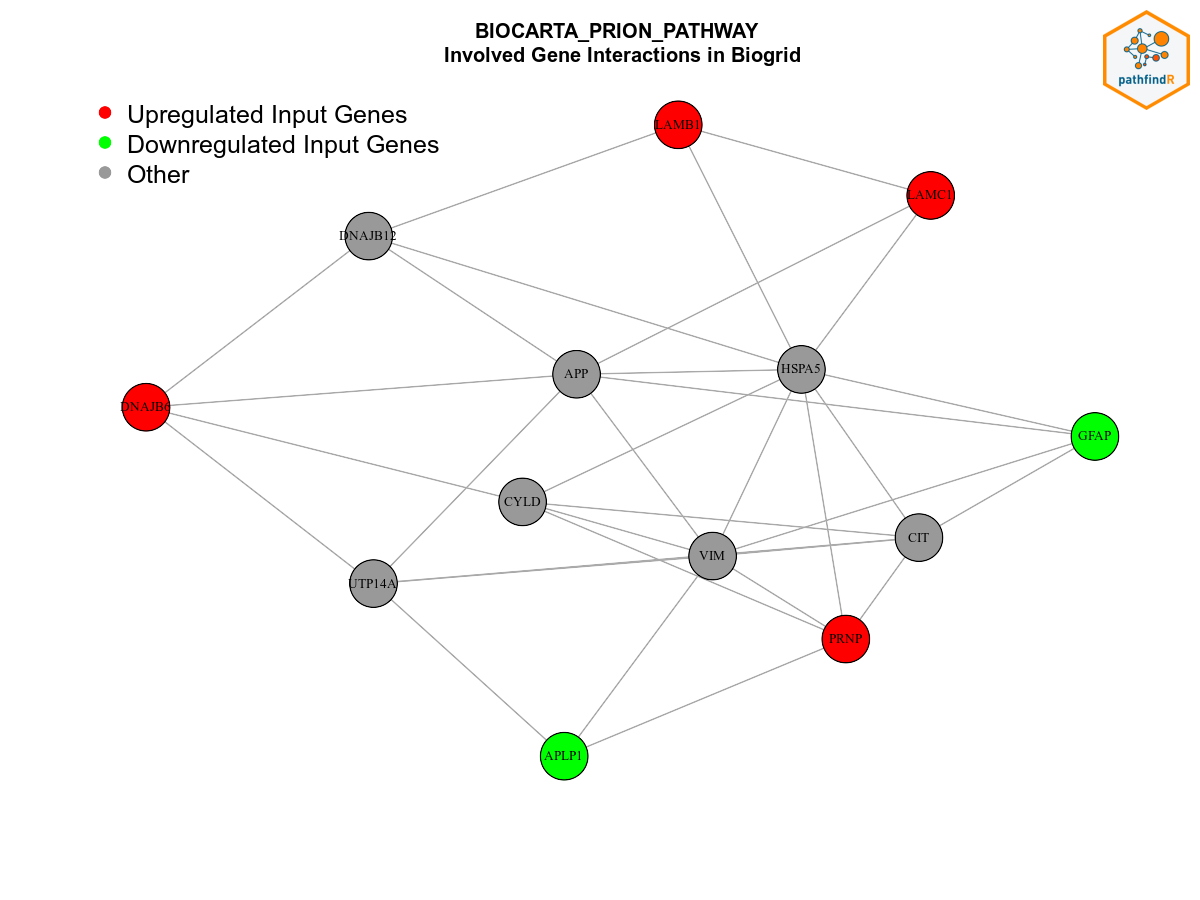 BIOCARTA_PRION_PATHWAY
Involved Gene Interactions in Biogrid
pathfindR
Upregulated Input Genes
Downregulated Input Genes
Other
LAMB1
LAMC1
DNAJB12
HSPA5
APP
DNAJB6
GFAP
CYLD
CIT
VIM
UTP14A
PRNP
APLP1